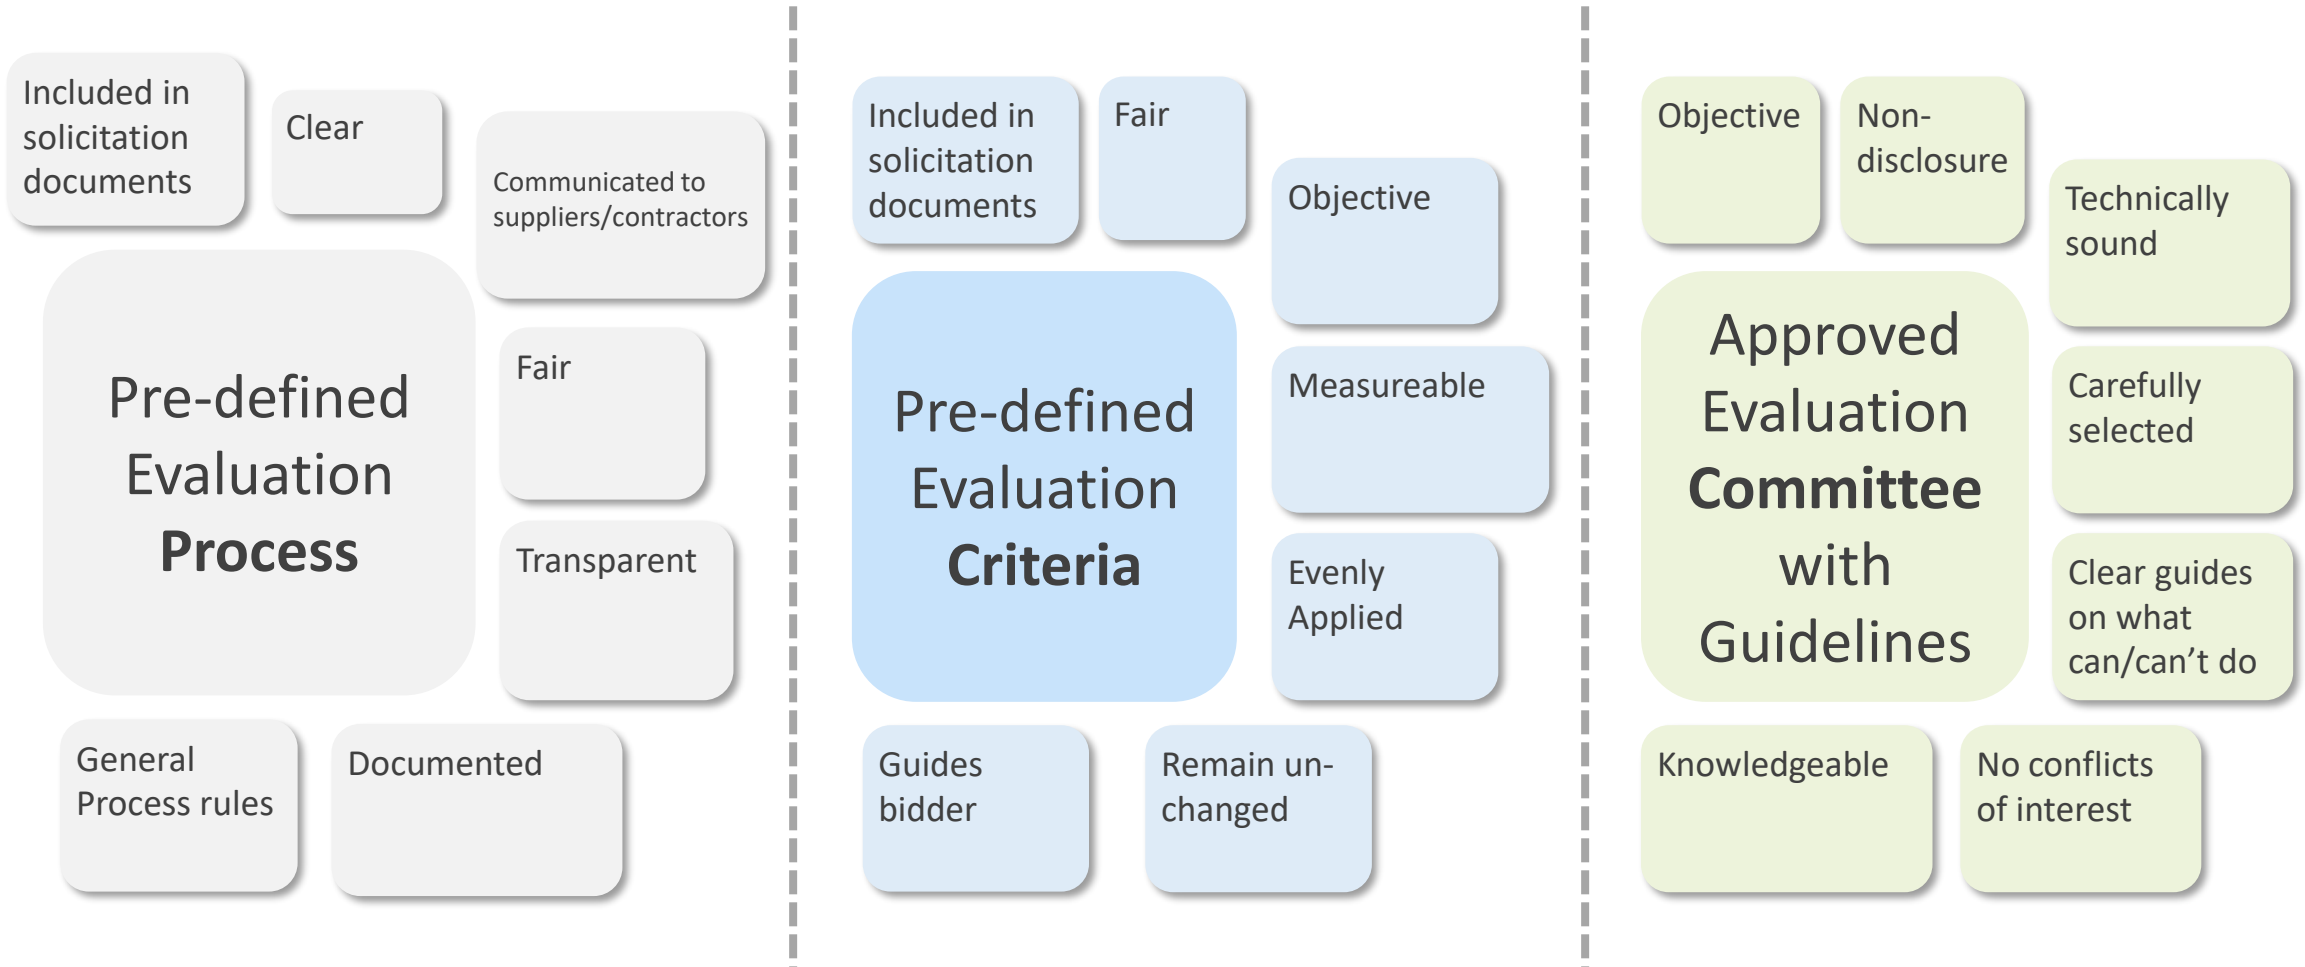 Included in
solicitation
documents
Clear
Communicated to
suppliers/contractors
Pre-defined
Evaluation
Process
Fair
Transparent
General
Process rules
Documented
Included in
solicitation
documents
Fair
Objective
Pre-defined
Evaluation
Criteria
Measureable
Evenly
Applied
Guides
bidder
Remain un-
changed
Objective
Non-
disclosure
Technically
sound
Approved
Evaluation
Committee
with
Guidelines
Carefully
selected
Clear guides
on what
can/can’t do
Knowledgeable
No conflicts
of interest